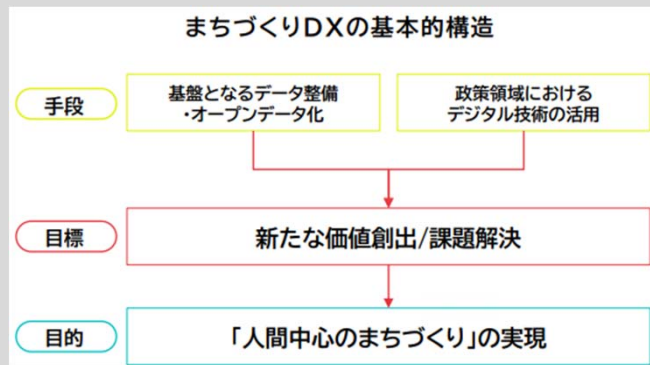 まちづくりDXの基本的構造
手段
基盤となるデータ整備
・オープンデータ化
政策領域における
デジタル技術の活用
目標
新たな価値創出/課題解決
目的
「人間中心のまちづくり」の実現